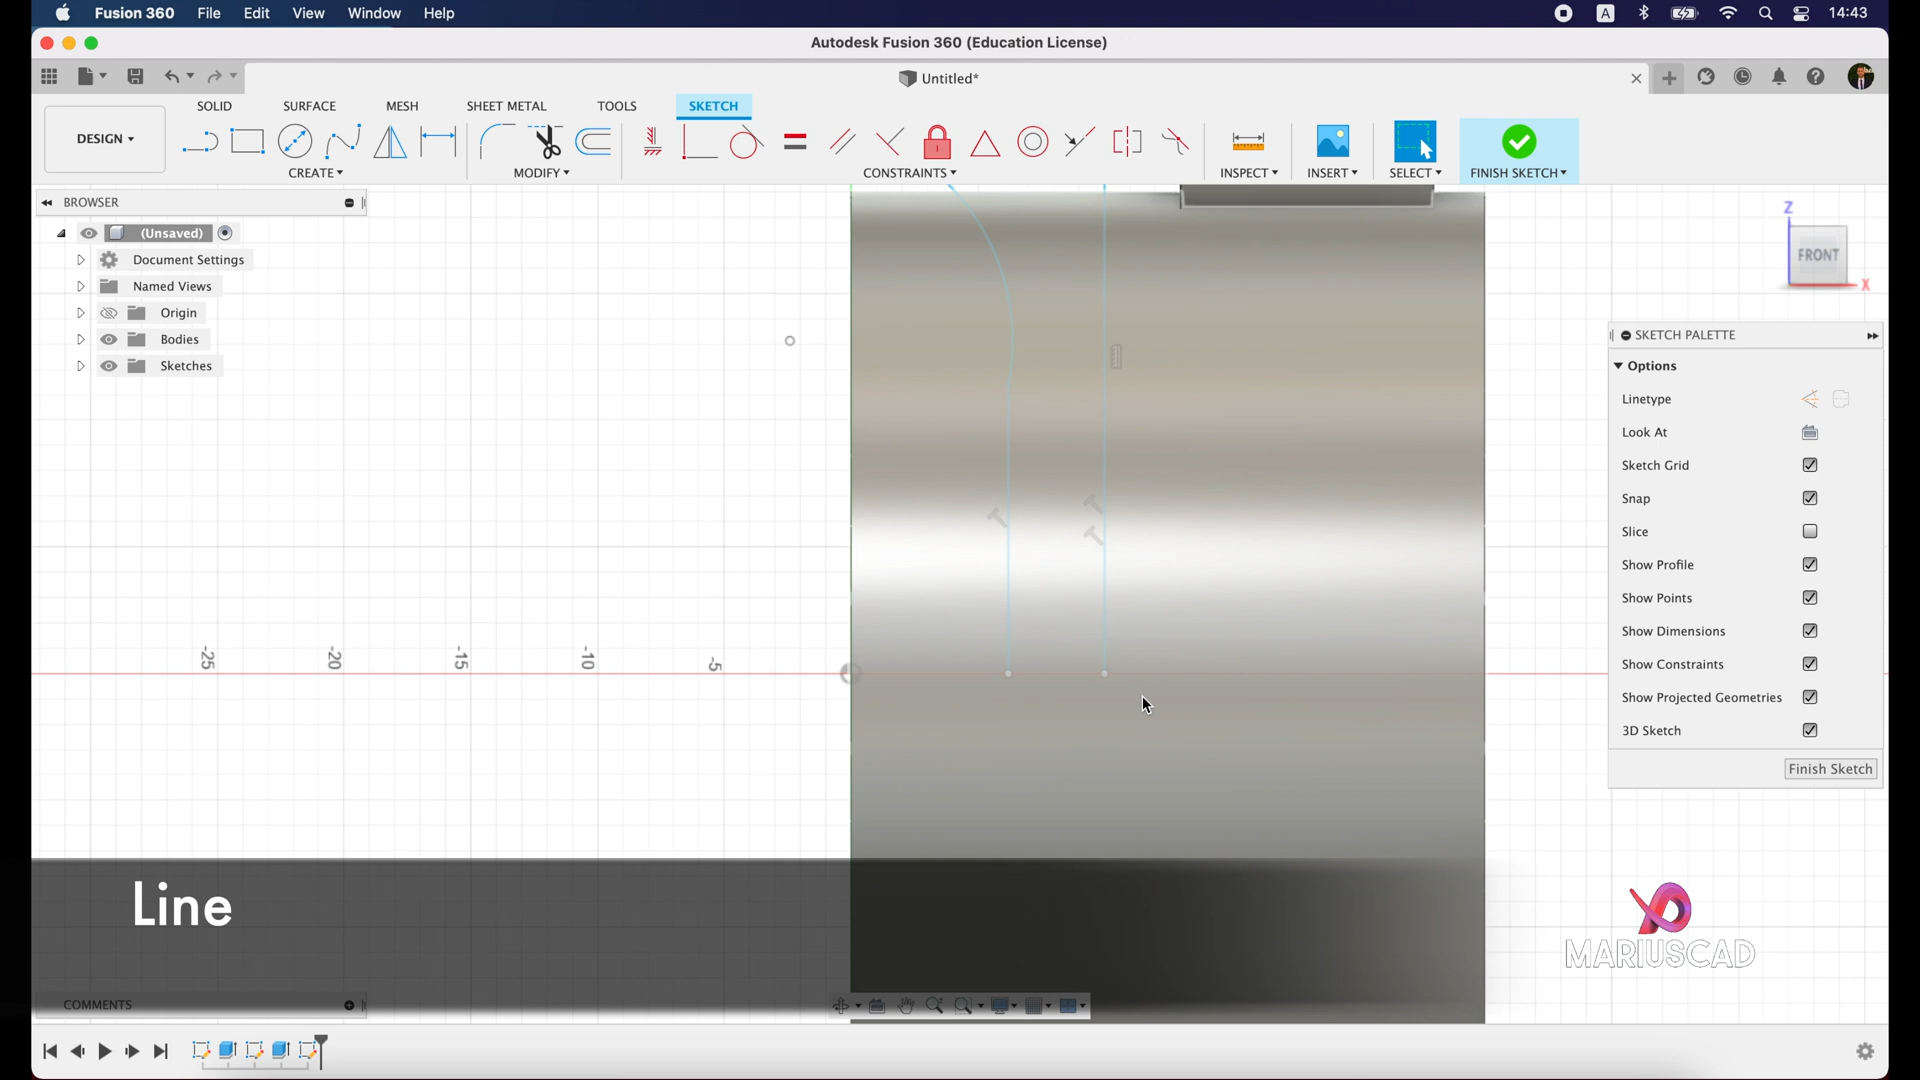 Fusion 360 File Edit View Window Help A 14:43
Autodesk Fusion 360 (Education License)
Untitled*
SOLID SURFACE MESH SHEET METAL TOOLS SKETCH
DESIGN
CREATE MODIFY CONSTRAINTS INSPECT INSERT SELECT FINISH SKETCH
BROWSER
(Unsaved)
Document Settings
Named Views
Origin
Bodies
Sketches
Z
FRONT
X
SKETCH PALETTE
Options
Linetype
Look At
Sketch Grid
Snap
Slice
Show Profile
Show Points
Show Dimensions
Show Constraints
Show Projected Geometries
3D Sketch
Finish Sketch
-25 -20 -15 -10 -5
Line
MARIUSCAD
COMMENTS